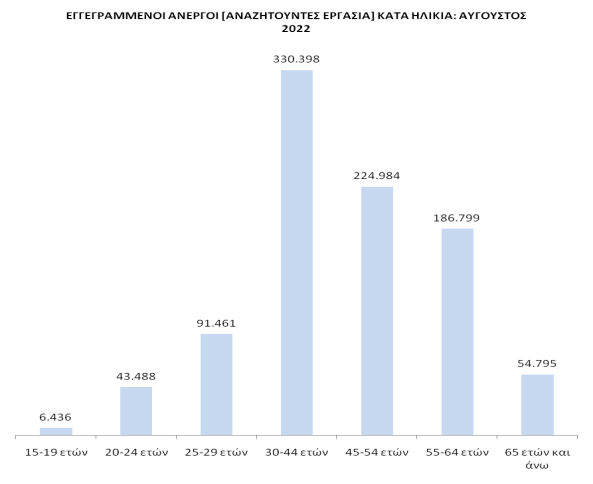 ΕΓΓΕΓΡΑΜΜΕΝΟΙ ΑΝΕΡΓΟΙ [ΑΝΑΖΗΤΟΥΝΤΕΣ ΕΡΓΑΣΙΑ] ΚΑΤΑ ΗΛΙΚΙΑ: ΑΥΓΟΥΣΤΟΣ
2022
330.398
224.984
186.799
91.461
54.795
43.488
6.436
15-19 ετών 20-24 ετών 25-29 ετών 30-44 ετών 45-54 ετών 55-64 ετών 65 ετών και
άνω